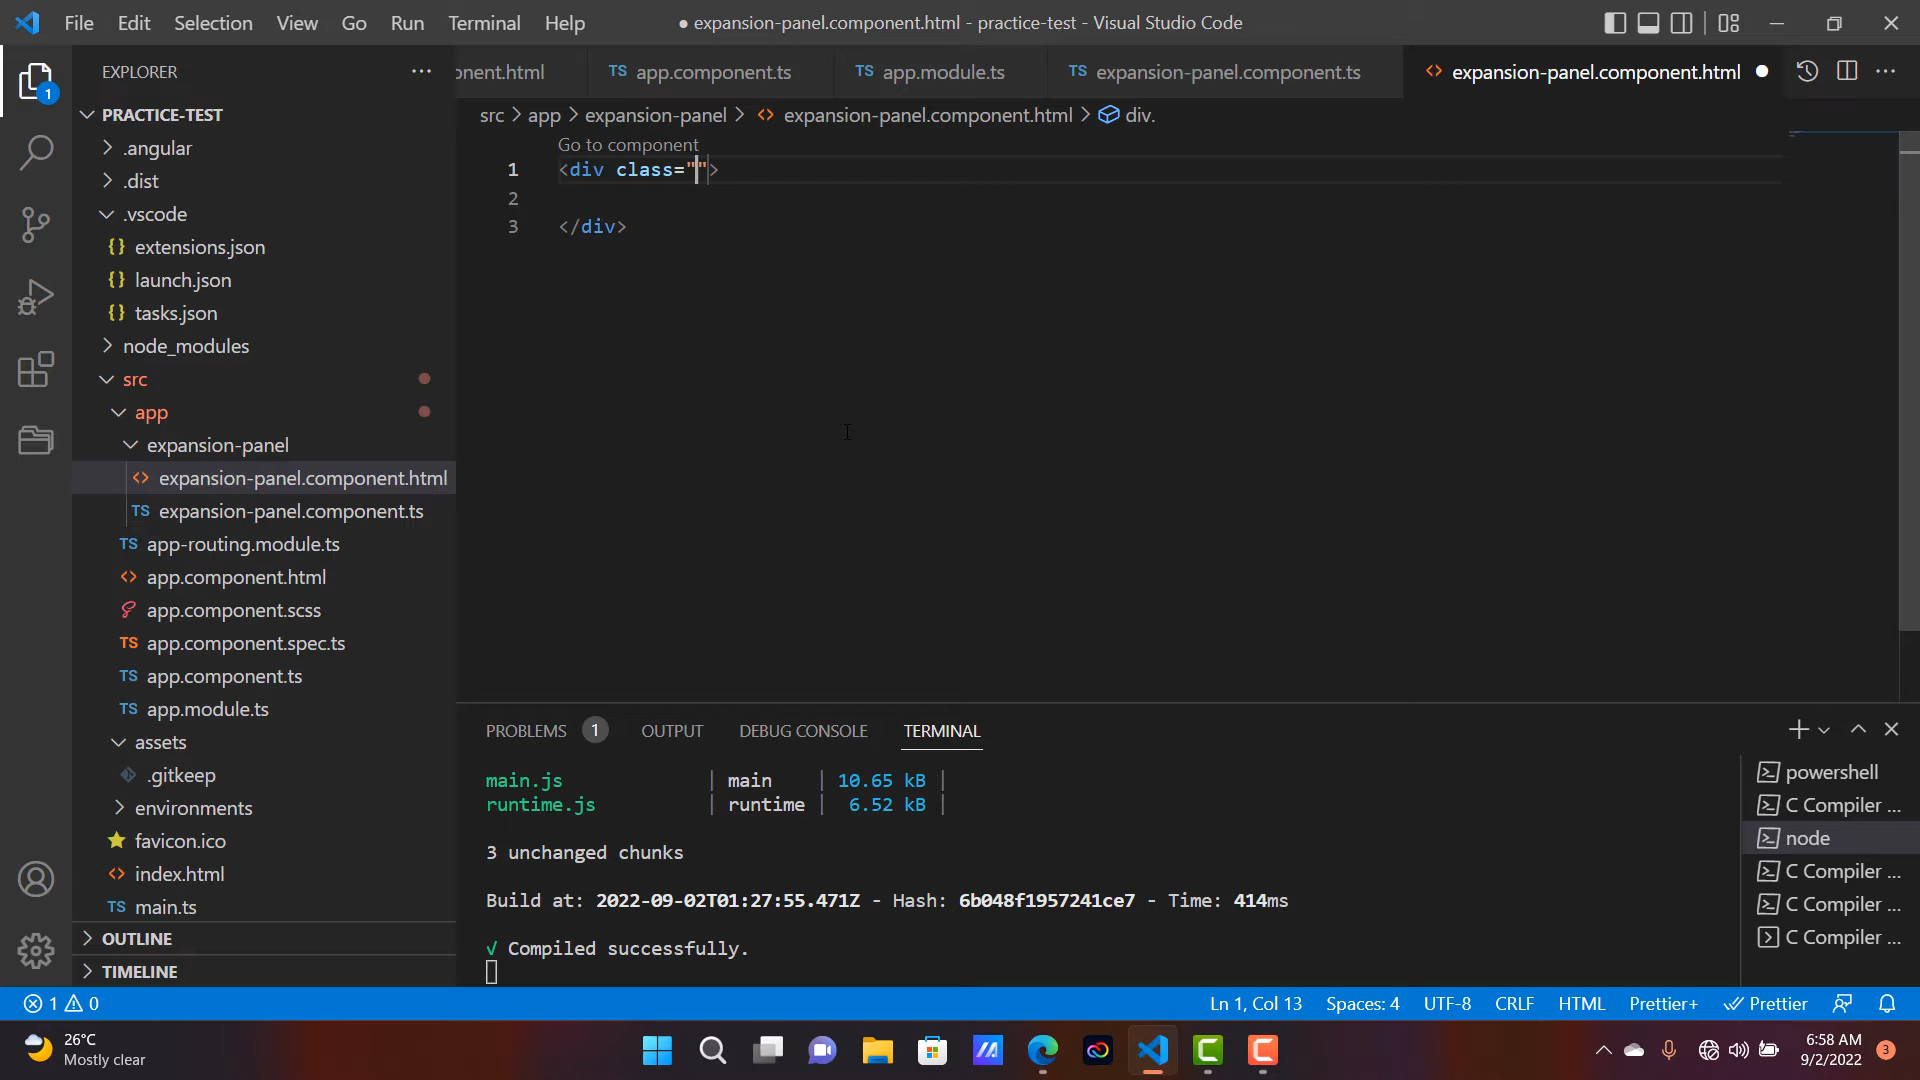 File Edit Selection View Go Run Terminal Help ● expansion-panel.component.html - practice-test - Visual Studio Code
EXPLORER
onent.html TS app.component.ts TS app.module.ts TS expansion-panel.component.ts <> expansion-panel.component.html
1
PRACTICE-TEST
src > app > expansion-panel > <> expansion-panel.component.html > div.
.angular
.dist
.vscode
{} extensions.json
{} launch.json
{} tasks.json
node_modules
src
app
expansion-panel
<> expansion-panel.component.html
TS expansion-panel.component.ts
TS app-routing.module.ts
<> app.component.html
app.component.scss
TS app.component.spec.ts
TS app.component.ts
TS app.module.ts
assets
.gitkeep
environments
favicon.ico
<> index.html
TS main.ts
OUTLINE
TIMELINE
Go to component
1 <div class="">
2
3 </div>
PROBLEMS 1 OUTPUT DEBUG CONSOLE TERMINAL
main.js | main | 10.65 kB |
runtime.js | runtime | 6.52 kB |
3 unchanged chunks
Build at: 2022-09-02T01:27:55.471Z - Hash: 6b048f1957241ce7 - Time: 414ms
√ Compiled successfully.
powershell
C Compiler ...
node
C Compiler ...
C Compiler ...
C Compiler ...
1 0 Ln 1, Col 13 Spaces: 4 UTF-8 CRLF HTML Prettier+ Prettier
26°C
Mostly clear
6:58 AM
9/2/2022
3